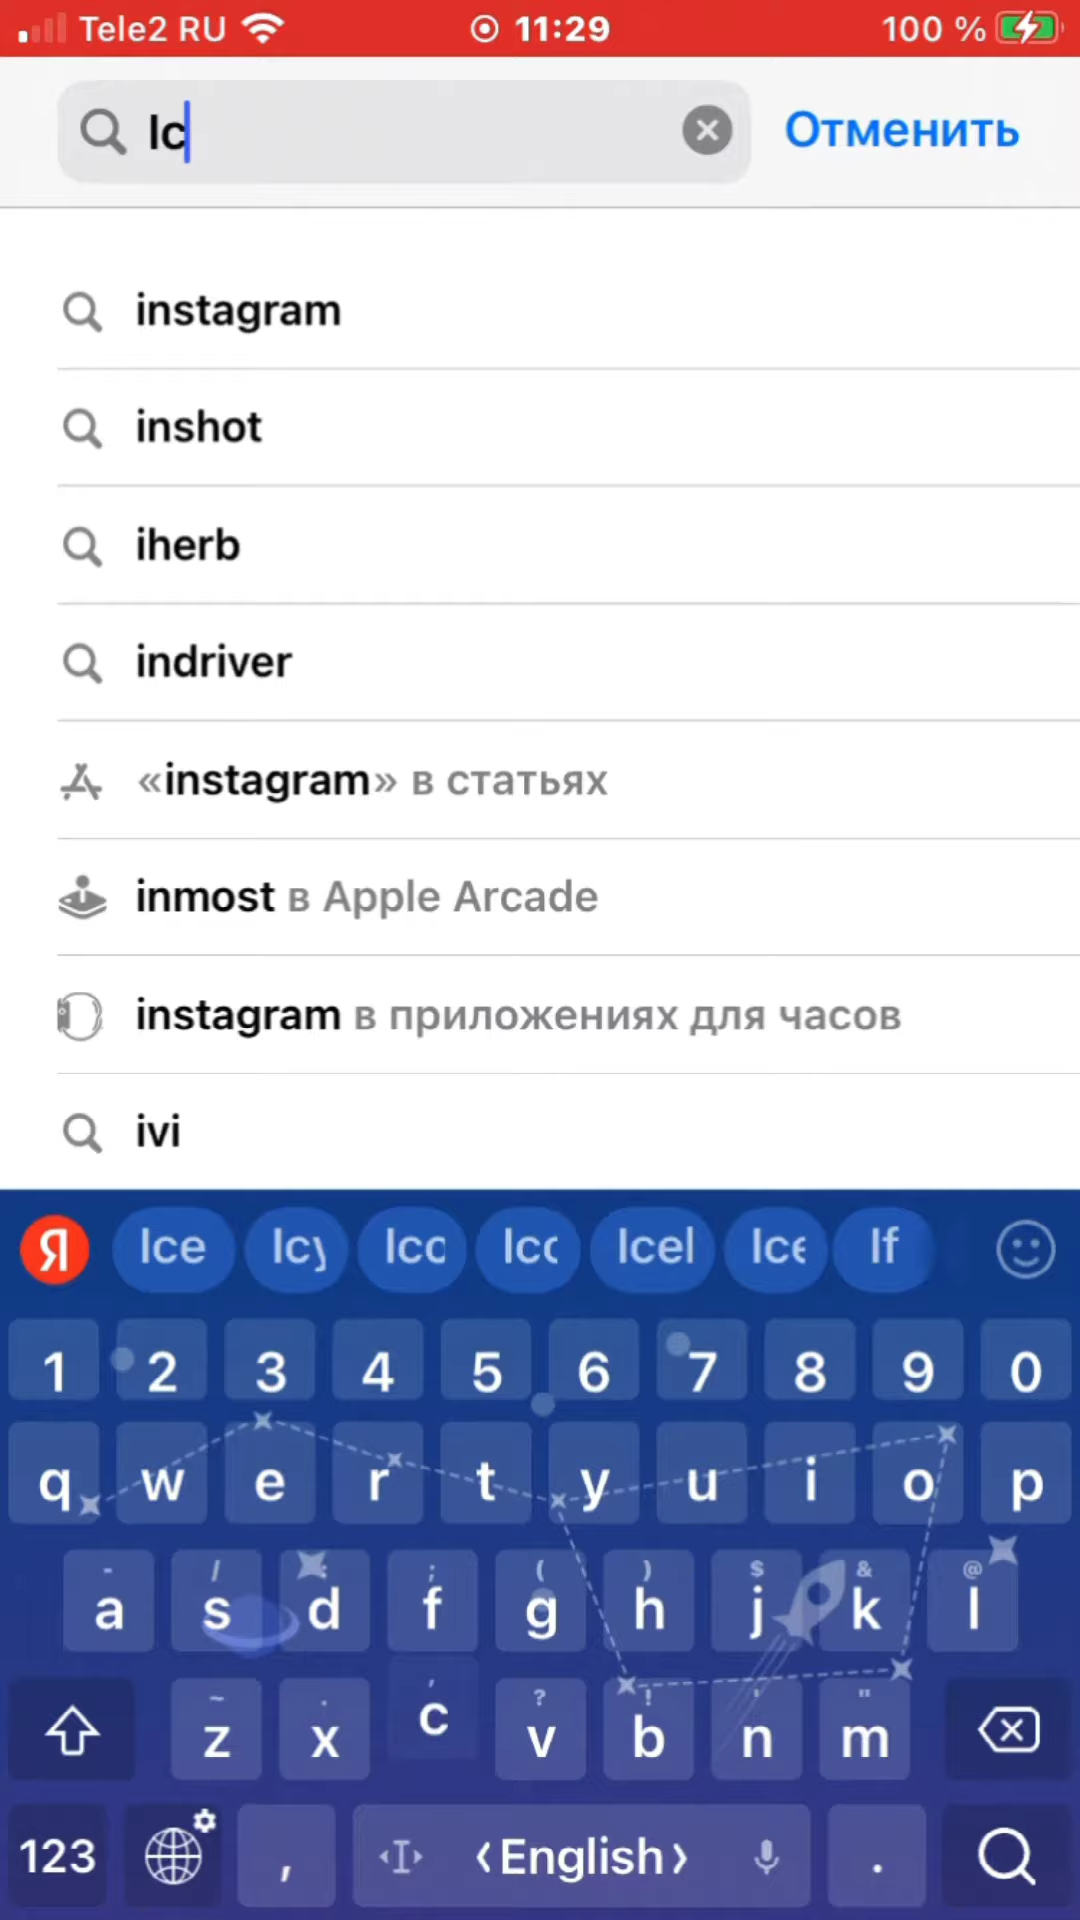 Tele2 RU 11:29 100 %
Ic Отменить
instagram
inshot
iherb
indriver
«instagram» в статьях
inmost в Apple Arcade
instagram в приложениях для часов
ivi
Я Ice Icy Icel If
1 2 3 4 5 6 7 8 9 0
q w e r t y u i o p
- / : ; ( ) $ & @
a s d f g h j k l
~ . , ? ! ' "
z x c v b n m
123 , ‹English› .